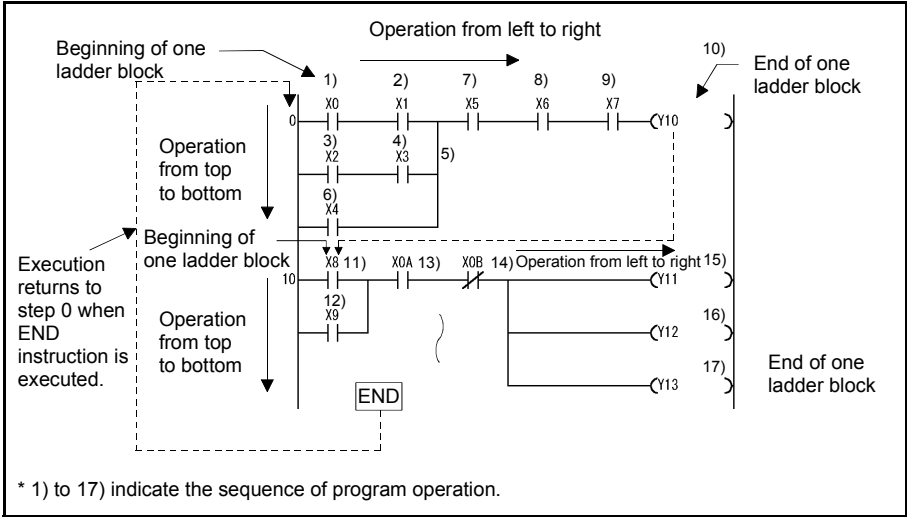 Operation from left to right
Beginning of one
ladder block
10)
End of one
ladder block
1)
2)
7)
8)
9)
X0
X1
X5
X6
X7
0
Y10
Operation
from top
to bottom
3)
X2
4)
X3
5)
6)
X4
Beginning of
one ladder block
Execution
returns to
step 0 when
END
instruction is
executed.
10
X8
11)
X0A
13)
X0B
14)
Operation from left to right
15)
Y11
12)
X9
Operation
from top
to bottom
16)
Y12
17)
Y13
End of one
ladder block
END
* 1) to 17) indicate the sequence of program operation.